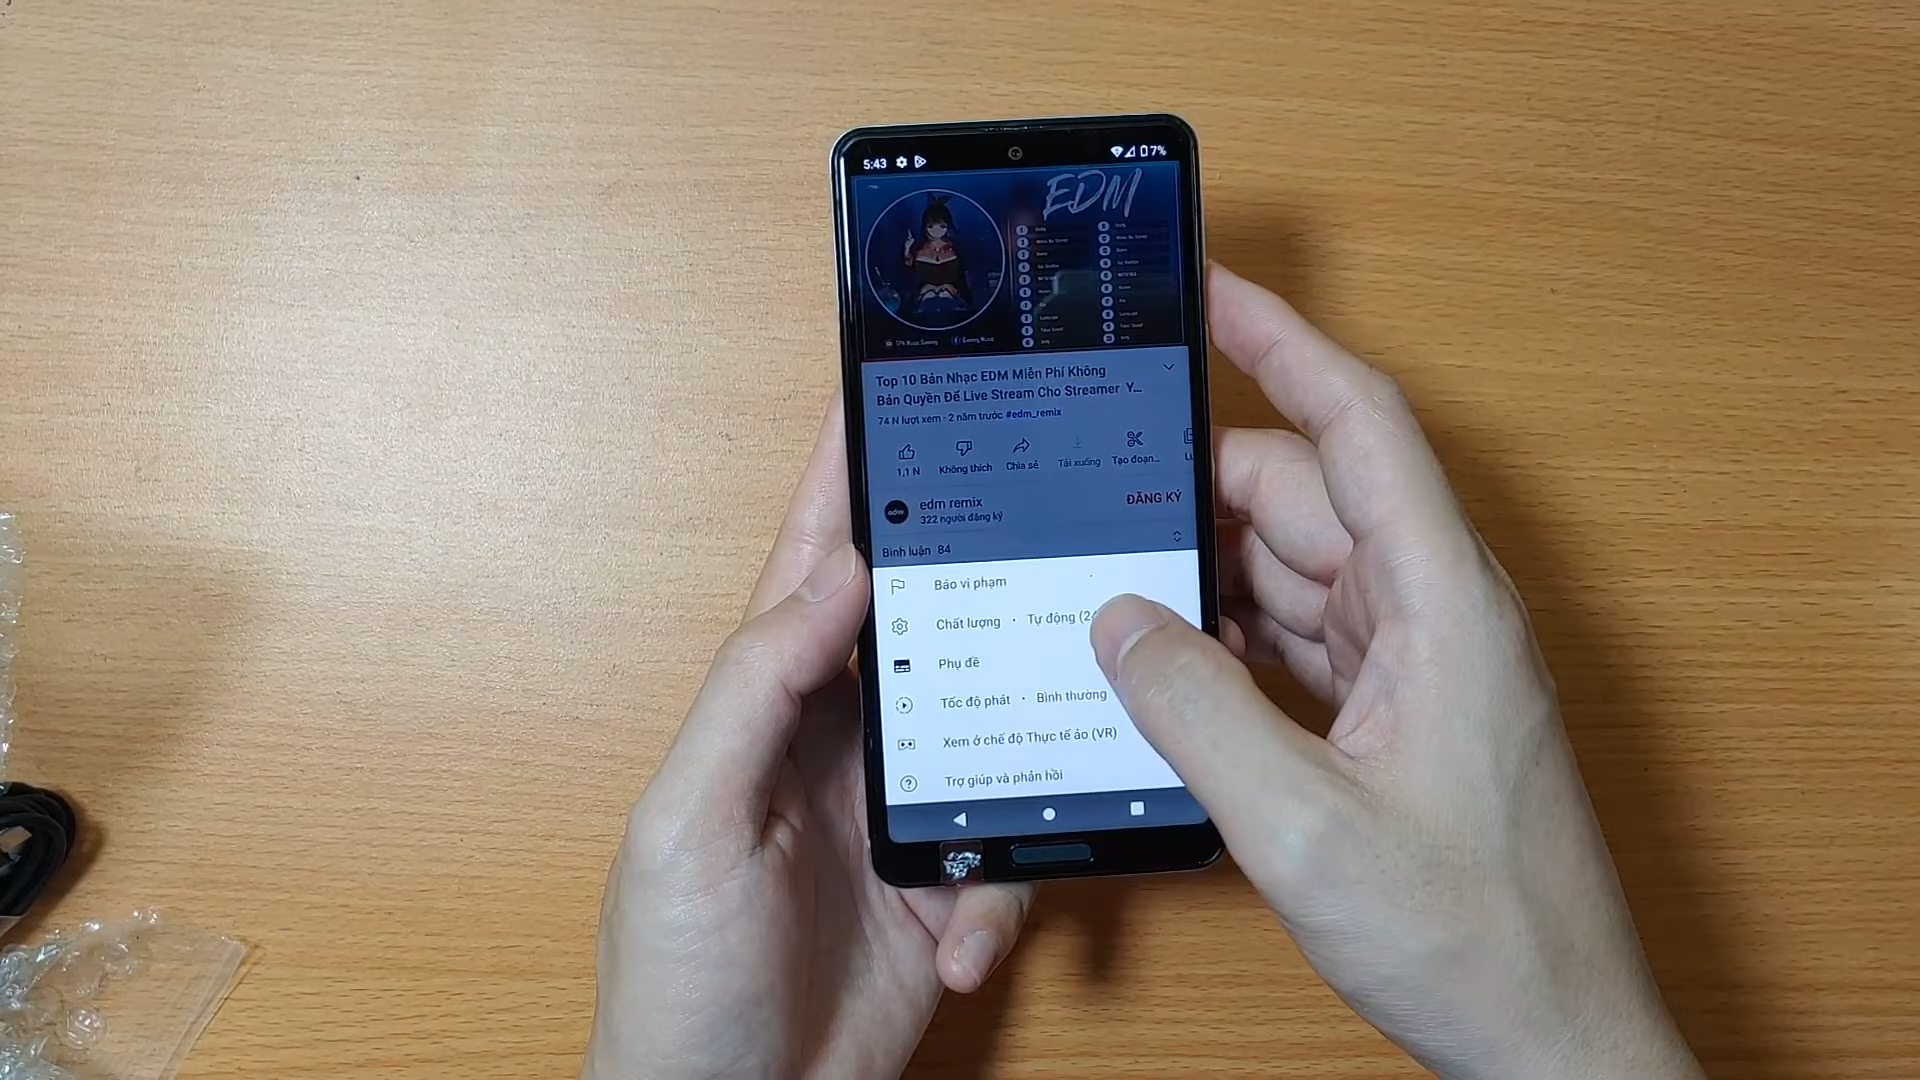 5:43
7%
EDM
Top 10 Bản Nhạc EDM Miễn Phí Không
Bản Quyền Để Live Stream Cho Streamer Y...
74 N lượt xem · 2 năm trước #edm_remix
1,1 N
Không thích
Chia sẻ
Tải xuống
Tạo đoạn...
edm remix
322 người đăng ký
ĐĂNG KÝ
Bình luận 84
Báo vi phạm
Chất lượng · Tự động (24
Phụ đề
Tốc độ phát · Bình thường
Xem ở chế độ Thực tế ảo (VR)
Trợ giúp và phản hồi